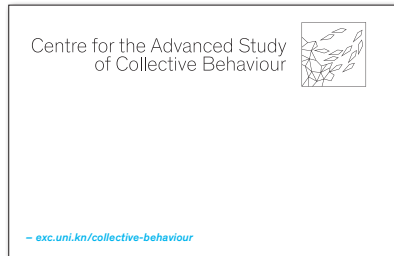 Centre for the Advanced Study
of Collective Behaviour
– exc.uni.kn/collective-behaviour